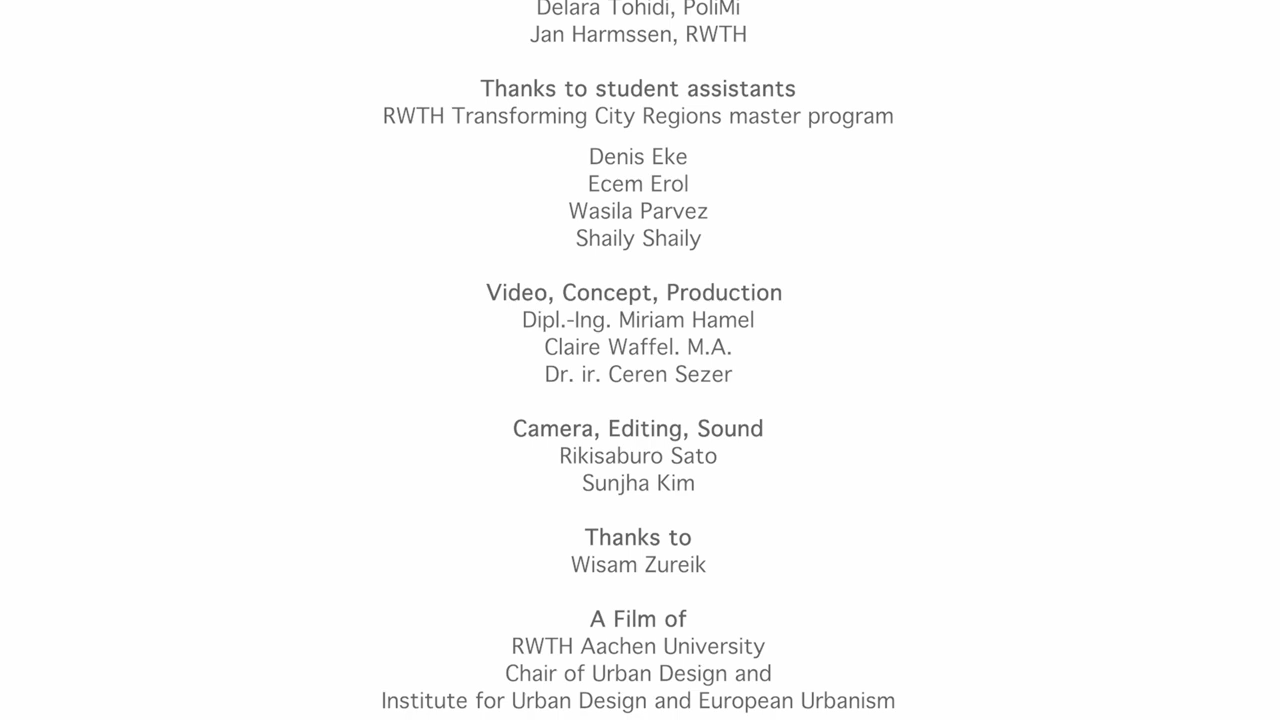 Delara Tohidi, PoliMi
Jan Harmssen, RWTH
Thanks to student assistants
RWTH Transforming City Regions master program
Denis Eke
Ecem Erol
Wasila Parvez
Shaily Shaily
Video, Concept, Production
Dipl.-Ing. Miriam Hamel
Claire Waffel. M.A.
Dr. ir. Ceren Sezer
Camera, Editing, Sound
Rikisaburo Sato
Sunjha Kim
Thanks to
Wisam Zureik
A Film of
RWTH Aachen University
Chair of Urban Design and
Institute for Urban Design and European Urbanism